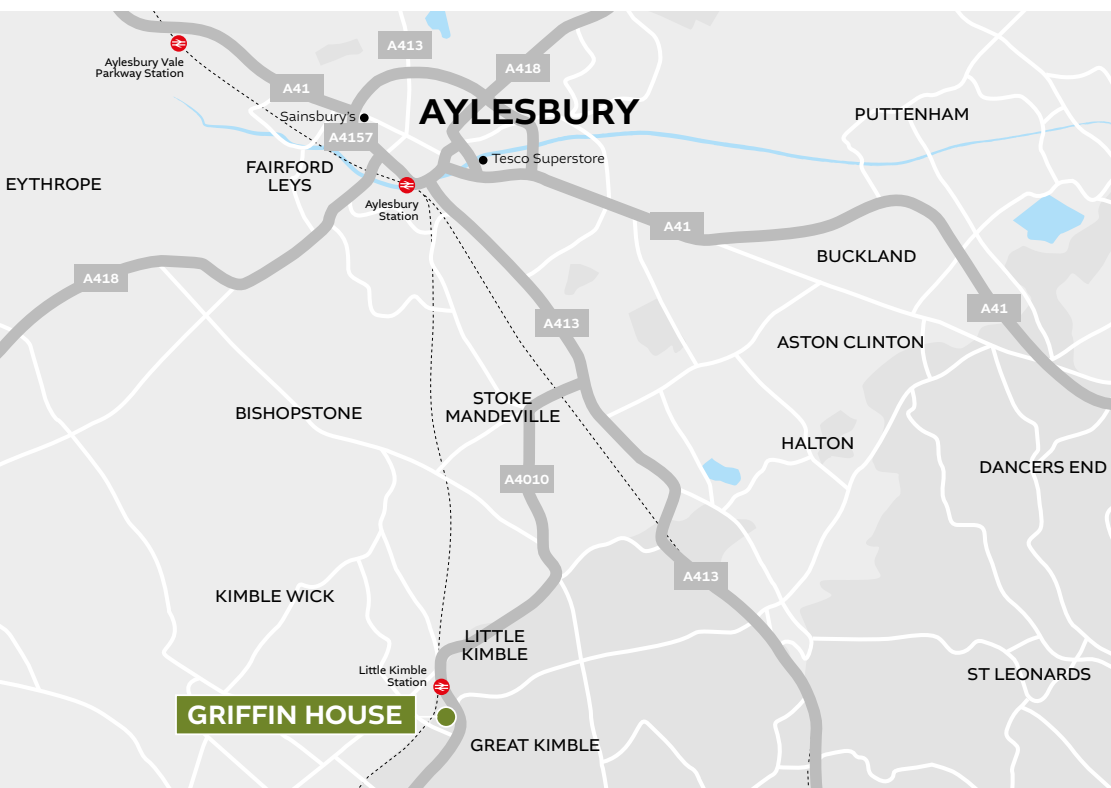 A413
Aylesbury Vale
Parkway Station
A418
A41
AYLESBURY
Sainsbury's
PUTTENHAM
A4157
Tesco Superstore
FAIRFORD
LEYS
EYTHROPE
Aylesbury
Station
A41
BUCKLAND
A418
A41
A413
ASTON CLINTON
STOKE
MANDEVILLE
BISHOPSTONE
HALTON
DANCERS END
A4010
A413
KIMBLE WICK
LITTLE
KIMBLE
Little Kimble
Station
ST LEONARDS
GRIFFIN HOUSE
GREAT KIMBLE